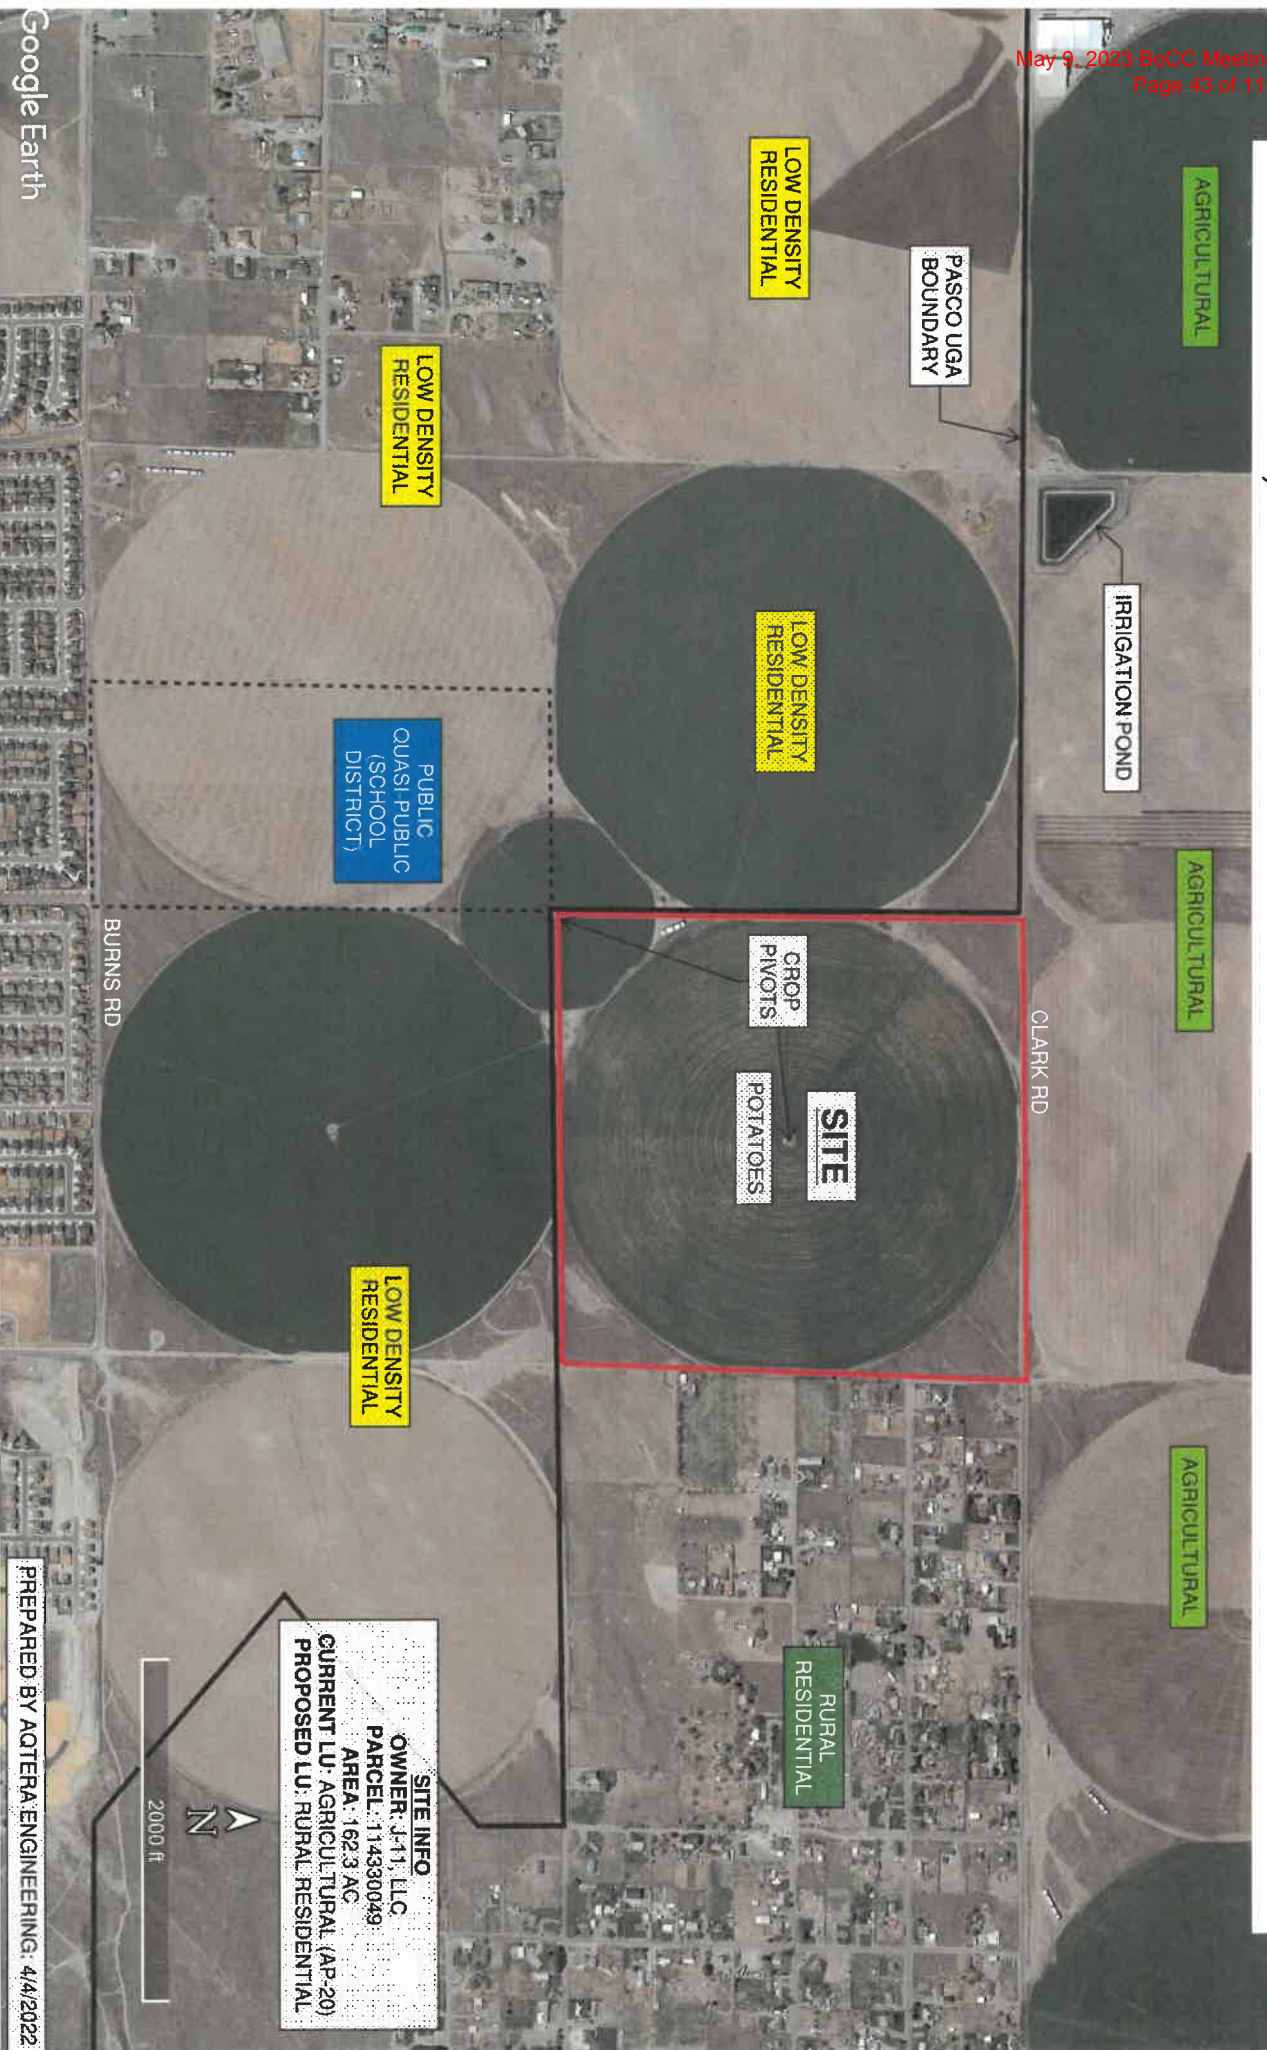 May 9, 2023 BoCC Meetin
Page 43 of 11
AGRICULTURAL
AGRICULTURAL
AGRICULTURAL
IRRIGATION POND
PASCO UGA
BOUNDARY
CLARK RD
LOW DENSITY
RESIDENTIAL
LOW DENSITY
RESIDENTIAL
CROP
PIVOTS
SITE
POTATOES
RURAL
RESIDENTIAL
LOW DENSITY
RESIDENTIAL
PUBLIC
QUASI-PUBLIC
(SCHOOL
DISTRICT)
LOW DENSITY
RESIDENTIAL
SITE INFO
OWNER: J-11, LLC
PARCEL: 114330049
AREA: 162.3 AC
CURRENT LU: AGRICULTURAL (AP-20)
PROPOSED LU: RURAL RESIDENTIAL
BURNS RD
N
2000 ft
Google Earth
PREPARED BY AQTERA ENGINEERING: 4/4/2022